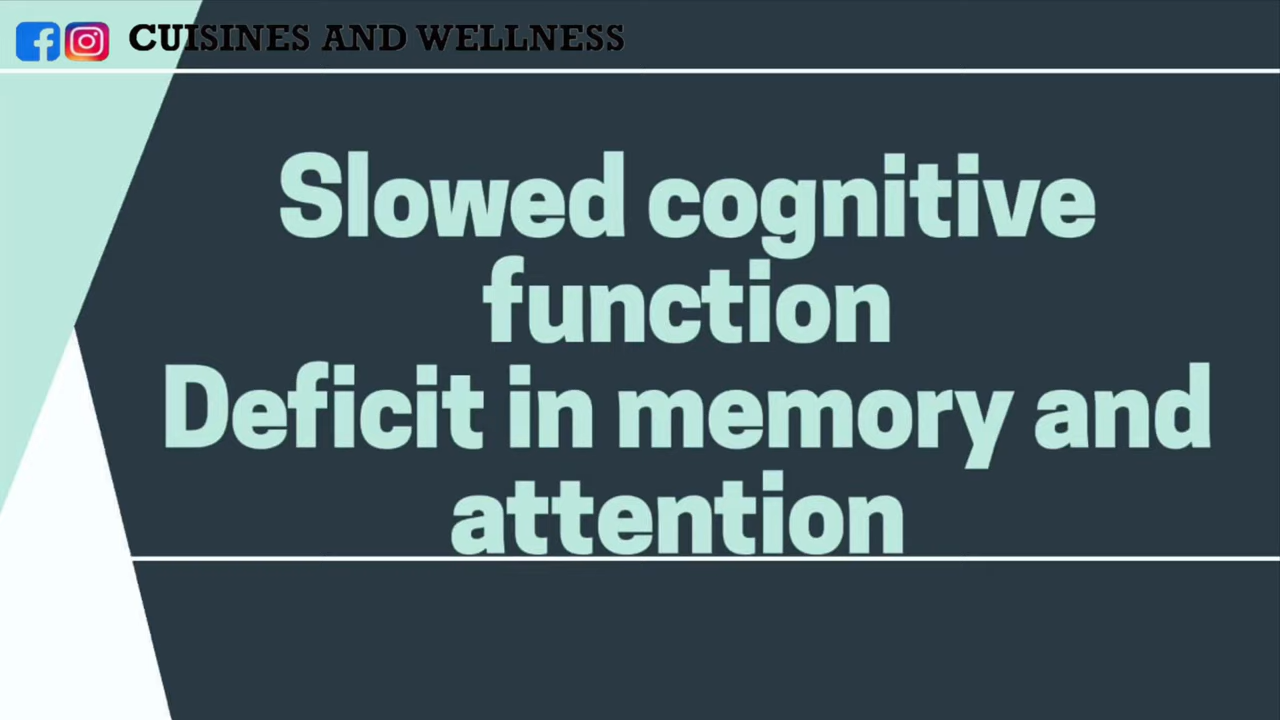 CUISINES AND WELLNESS
Slowed cognitive
function
Deficit in memory and
attention